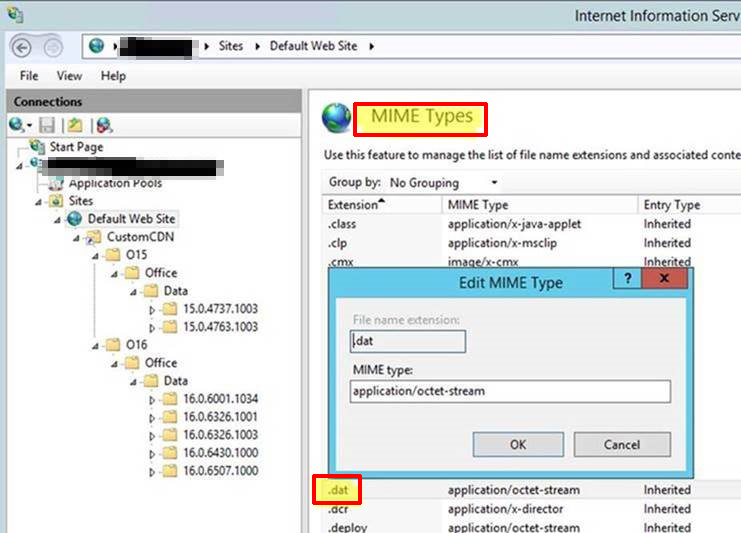 Internet Information Serv
Sites Default Web Site
File View Help
Connections
Start Page
Application Pools
Sites
Default Web Site
CustomCDN
O15
Office
Data
15.0.4737.1003
15.0.4763.1003
O16
Office
Data
16.0.6001.1034
16.0.6326.1001
16.0.6326.1003
16.0.6430.1000
16.0.6507.1000
MIME Types
Use this feature to manage the list of file name extensions and associated conte
Group by: No Grouping
Extension MIME Type Entry Type
.class application/x-java-applet Inherited
.clp application/x-msclip Inherited
.cmx image/x-cmx Inherited
Edit MIME Type ? x
File name extension:
.dat
MIME type:
application/octet-stream
OK Cancel
.dat application/octet-stream Inherited
.dcr application/x-director Inherited
.deploy application/octet-stream Inherited